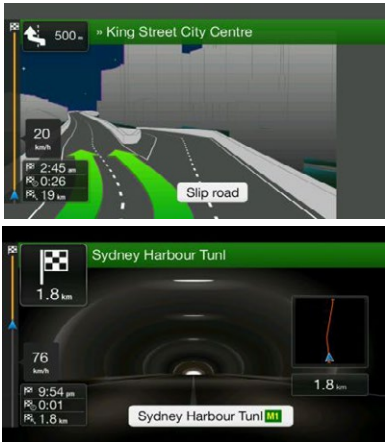 500 m
» King Street City Centre
20
km/h
2:45 am
0:26
19 km
Slip road
Sydney Harbour Tunl
1.8 km
76
km/h
1.8 km
9:54 pm
0:01
1.8 km
Sydney Harbour Tunl M1